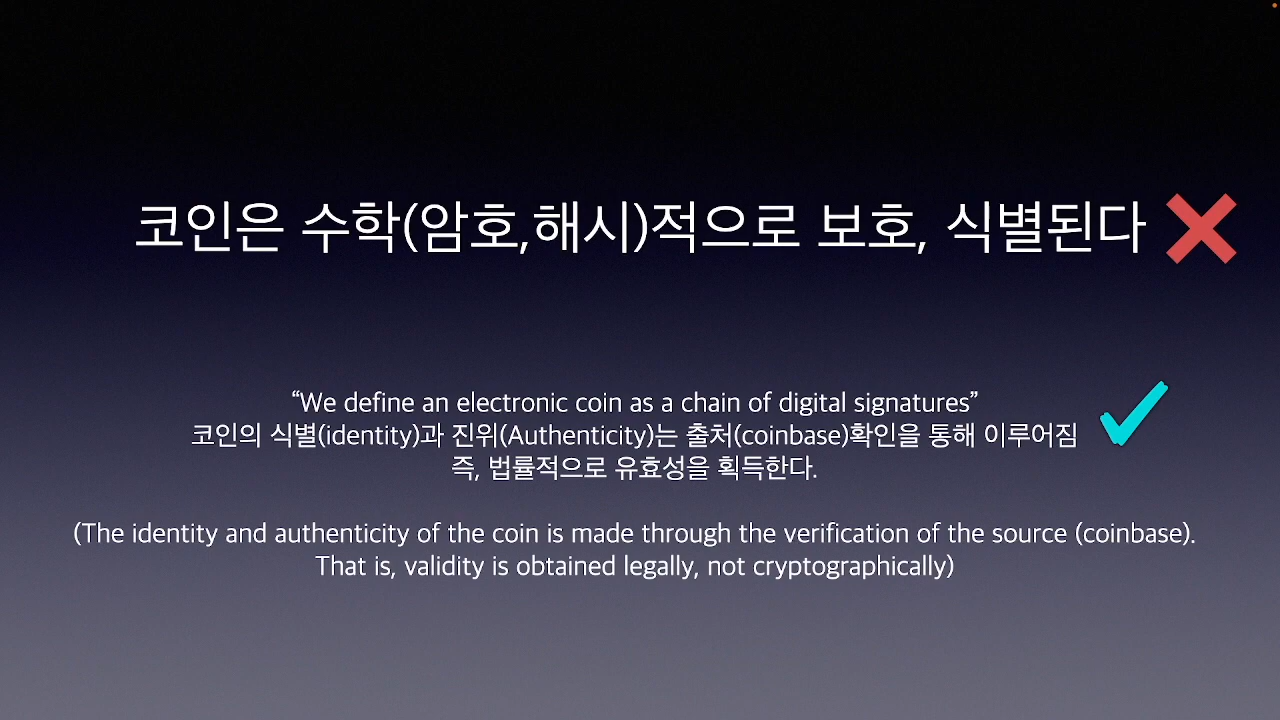 코인은 수학(암호,해시)적으로 보호, 식별된다
“We define an electronic coin as a chain of digital signatures”
코인의 식별(identity)과 진위(Authenticity)는 출처(coinbase)확인을 통해 이루어짐
즉, 법률적으로 유효성을 획득한다.
(The identity and authenticity of the coin is made through the verification of the source (coinbase).
That is, validity is obtained legally, not cryptographically)